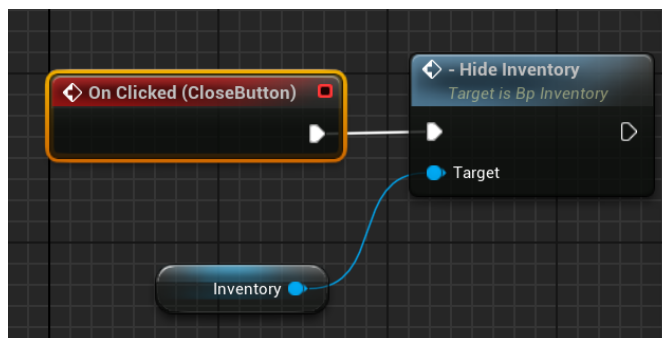 On Clicked (CloseButton)
- Hide Inventory
Target is Bp Inventory
Target
Inventory